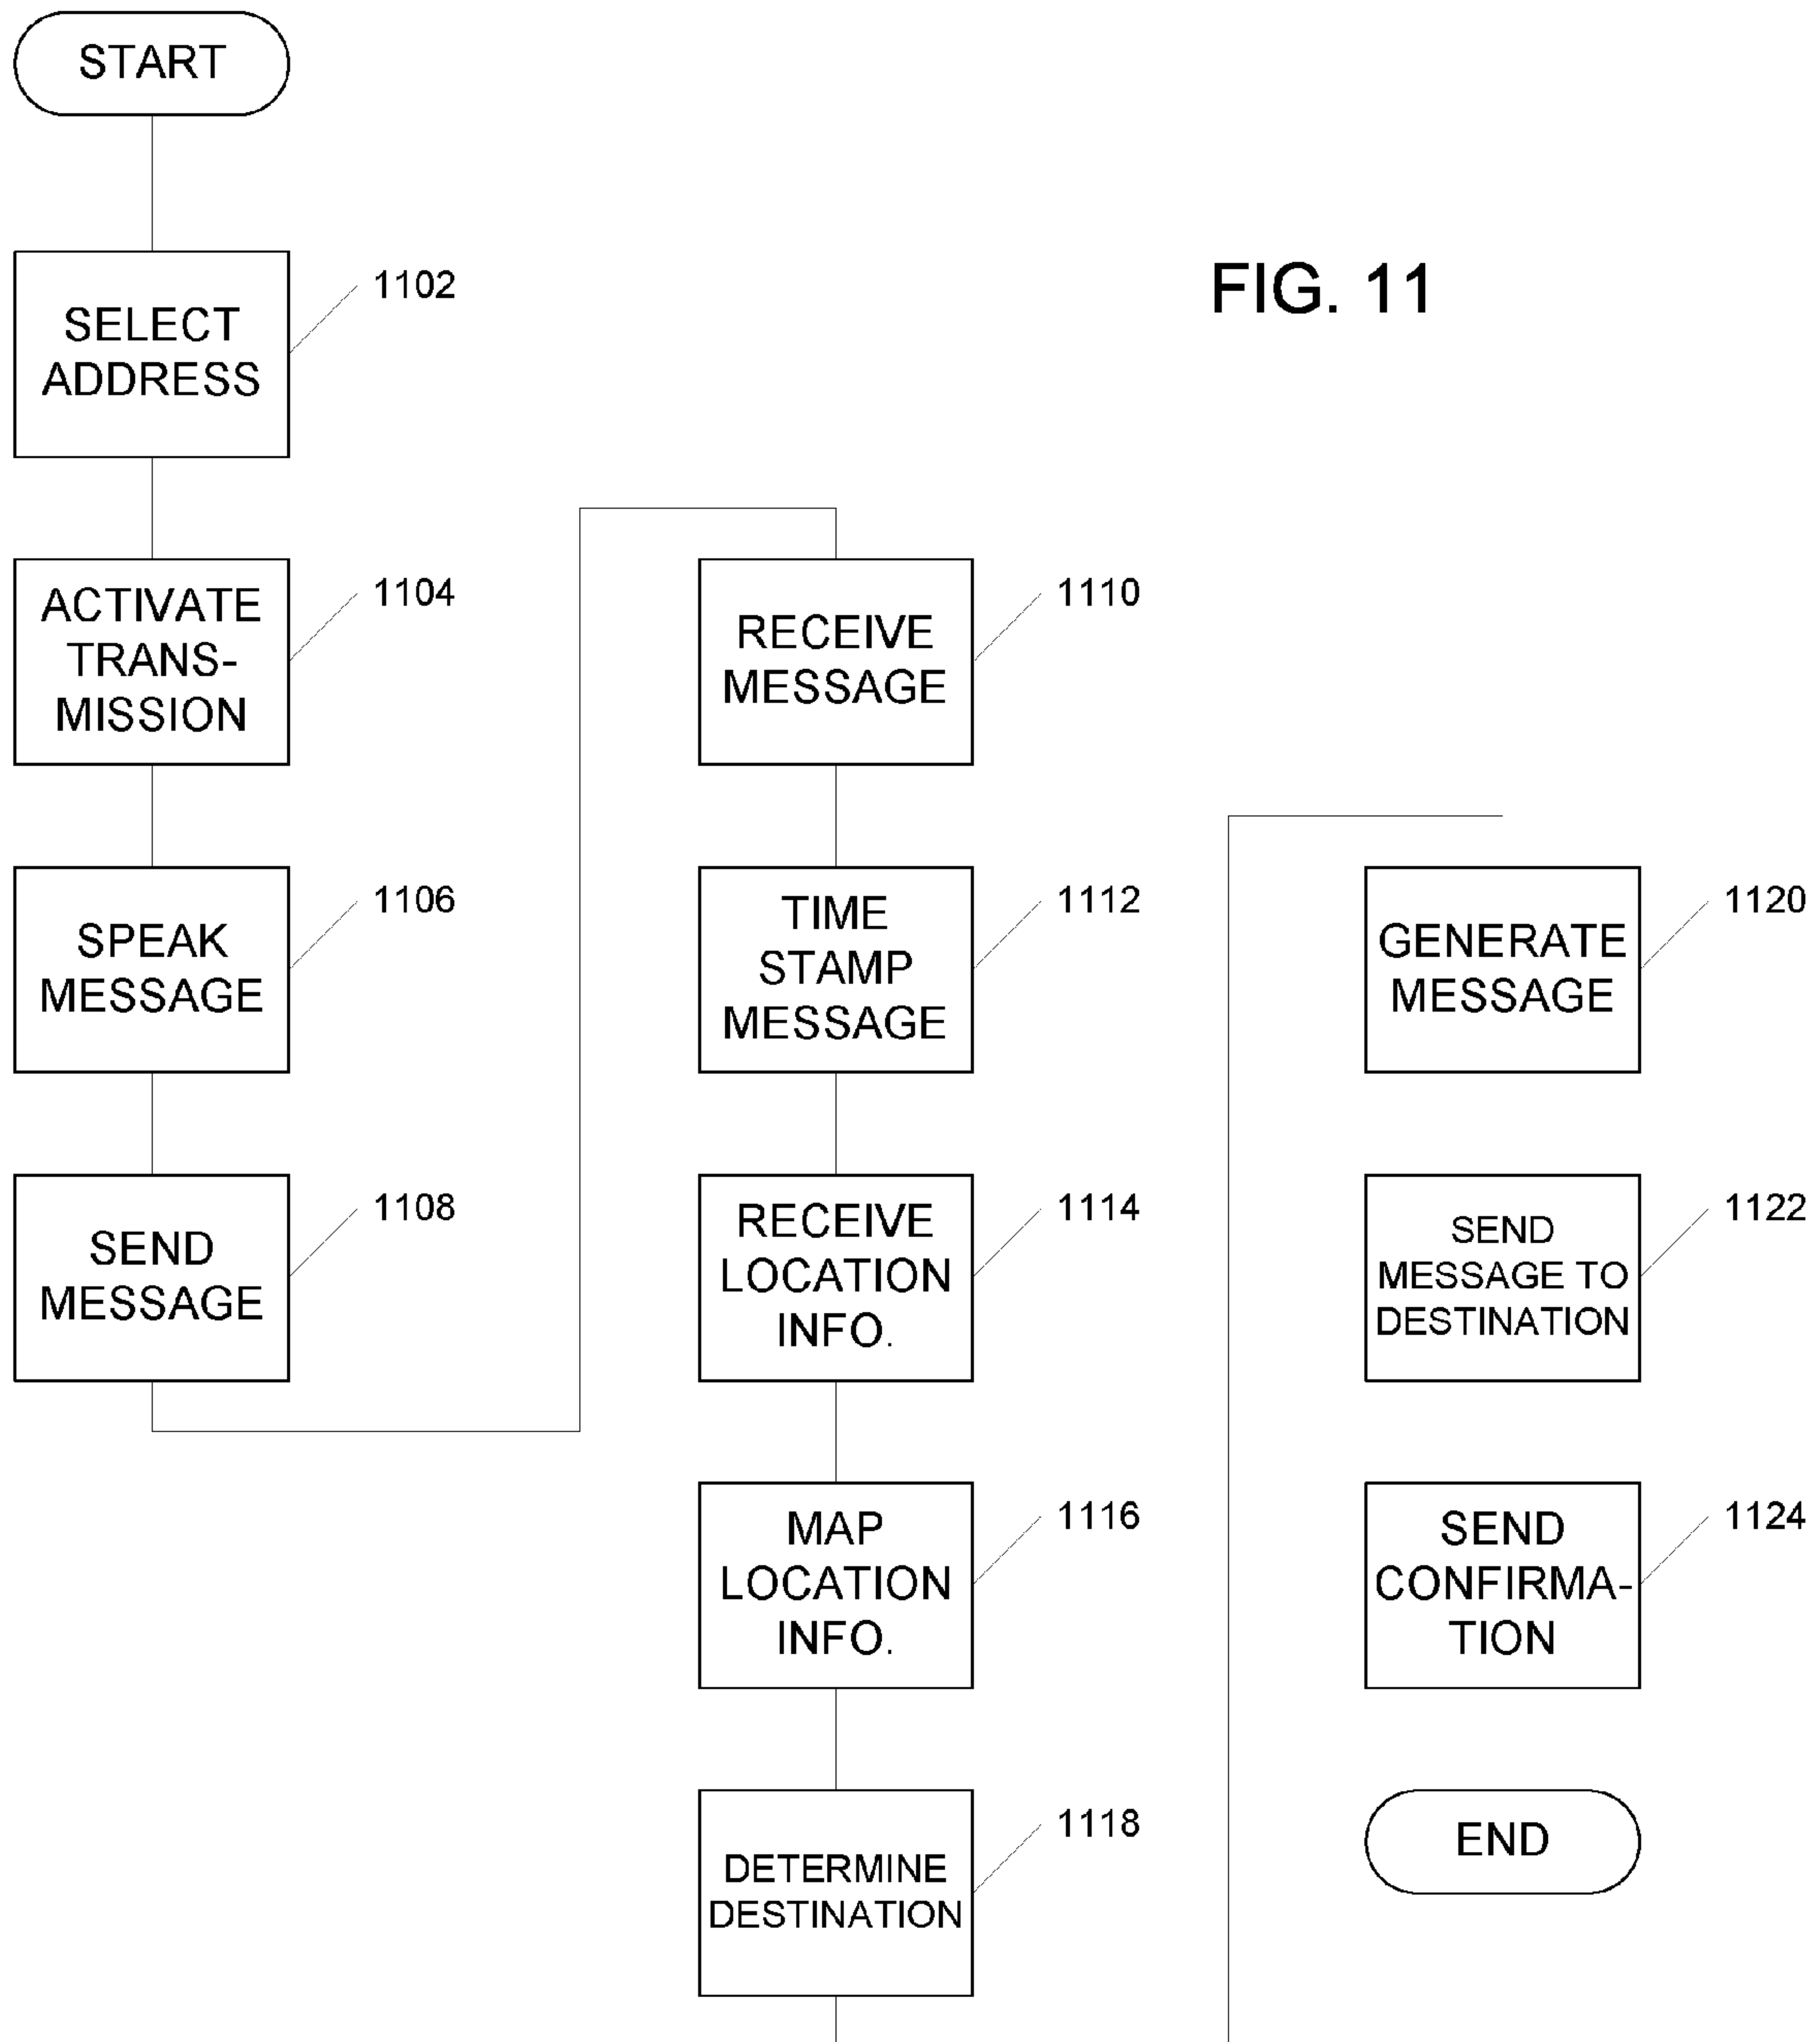 START
FIG. 11
SELECT
ADDRESS
1102
ACTIVATE
TRANS-
MISSION
1104
SPEAK
MESSAGE
1106
SEND
MESSAGE
1108
RECEIVE
MESSAGE
1110
TIME
STAMP
MESSAGE
1112
RECEIVE
LOCATION
INFO.
1114
MAP
LOCATION
INFO.
1116
DETERMINE
DESTINATION
1118
GENERATE
MESSAGE
1120
SEND
MESSAGE TO
DESTINATION
1122
SEND
CONFIRMA-
TION
1124
END